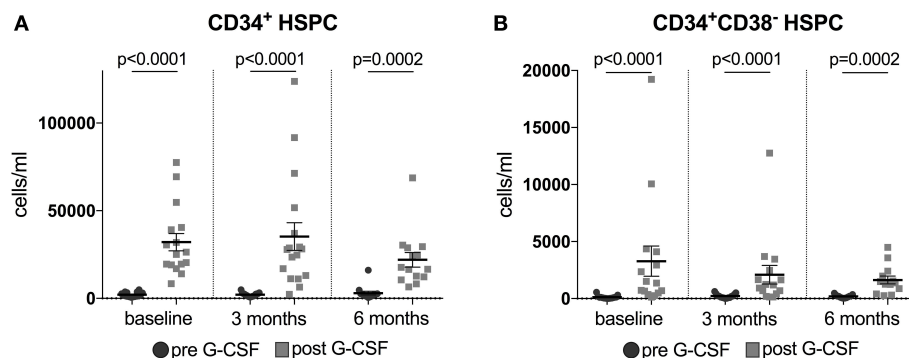 A
CD34⁺ HSPC
p<0.0001 p<0.0001 p=0.0002
cells/ml
100000
50000
0
baseline 3 months 6 months
pre G-CSF post G-CSF
B
CD34⁺CD38⁻ HSPC
p<0.0001 p<0.0001 p=0.0002
cells/ml
20000
15000
10000
5000
0
baseline 3 months 6 months
pre G-CSF post G-CSF